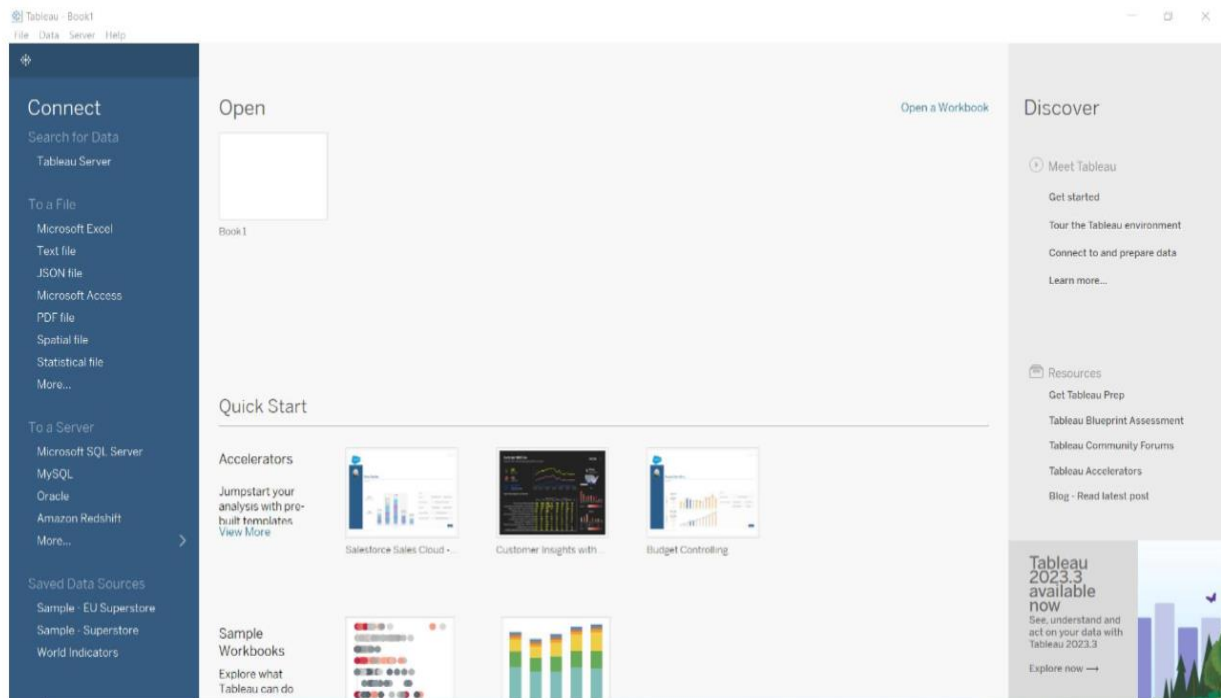 Tableau - Book1
File Data Server Help
Connect
Search for Data
Tableau Server
To a File
Microsoft Excel
Text file
JSON file
Microsoft Access
PDF file
Spatial file
Statistical file
More...
To a Server
Microsoft SQL Server
MySQL
Oracle
Amazon Redshift
More...
Saved Data Sources
Sample - EU Superstore
Sample - Superstore
World Indicators
Open
Open a Workbook
Book1
Quick Start
Accelerators
Jumpstart your
analysis with pre-
built templates
View More
Salesforce Sales Cloud -...
Customer Insights with...
Budget Controlling
Sample
Workbooks
Explore what
Tableau can do
Discover
Meet Tableau
Get started
Tour the Tableau environment
Connect to and prepare data
Learn more...
Resources
Get Tableau Prep
Tableau Blueprint Assessment
Tableau Community Forums
Tableau Accelerators
Blog - Read latest post
Tableau
2023.3
available
now
See, understand and
act on your data with
Tableau 2023.3
Explore now →